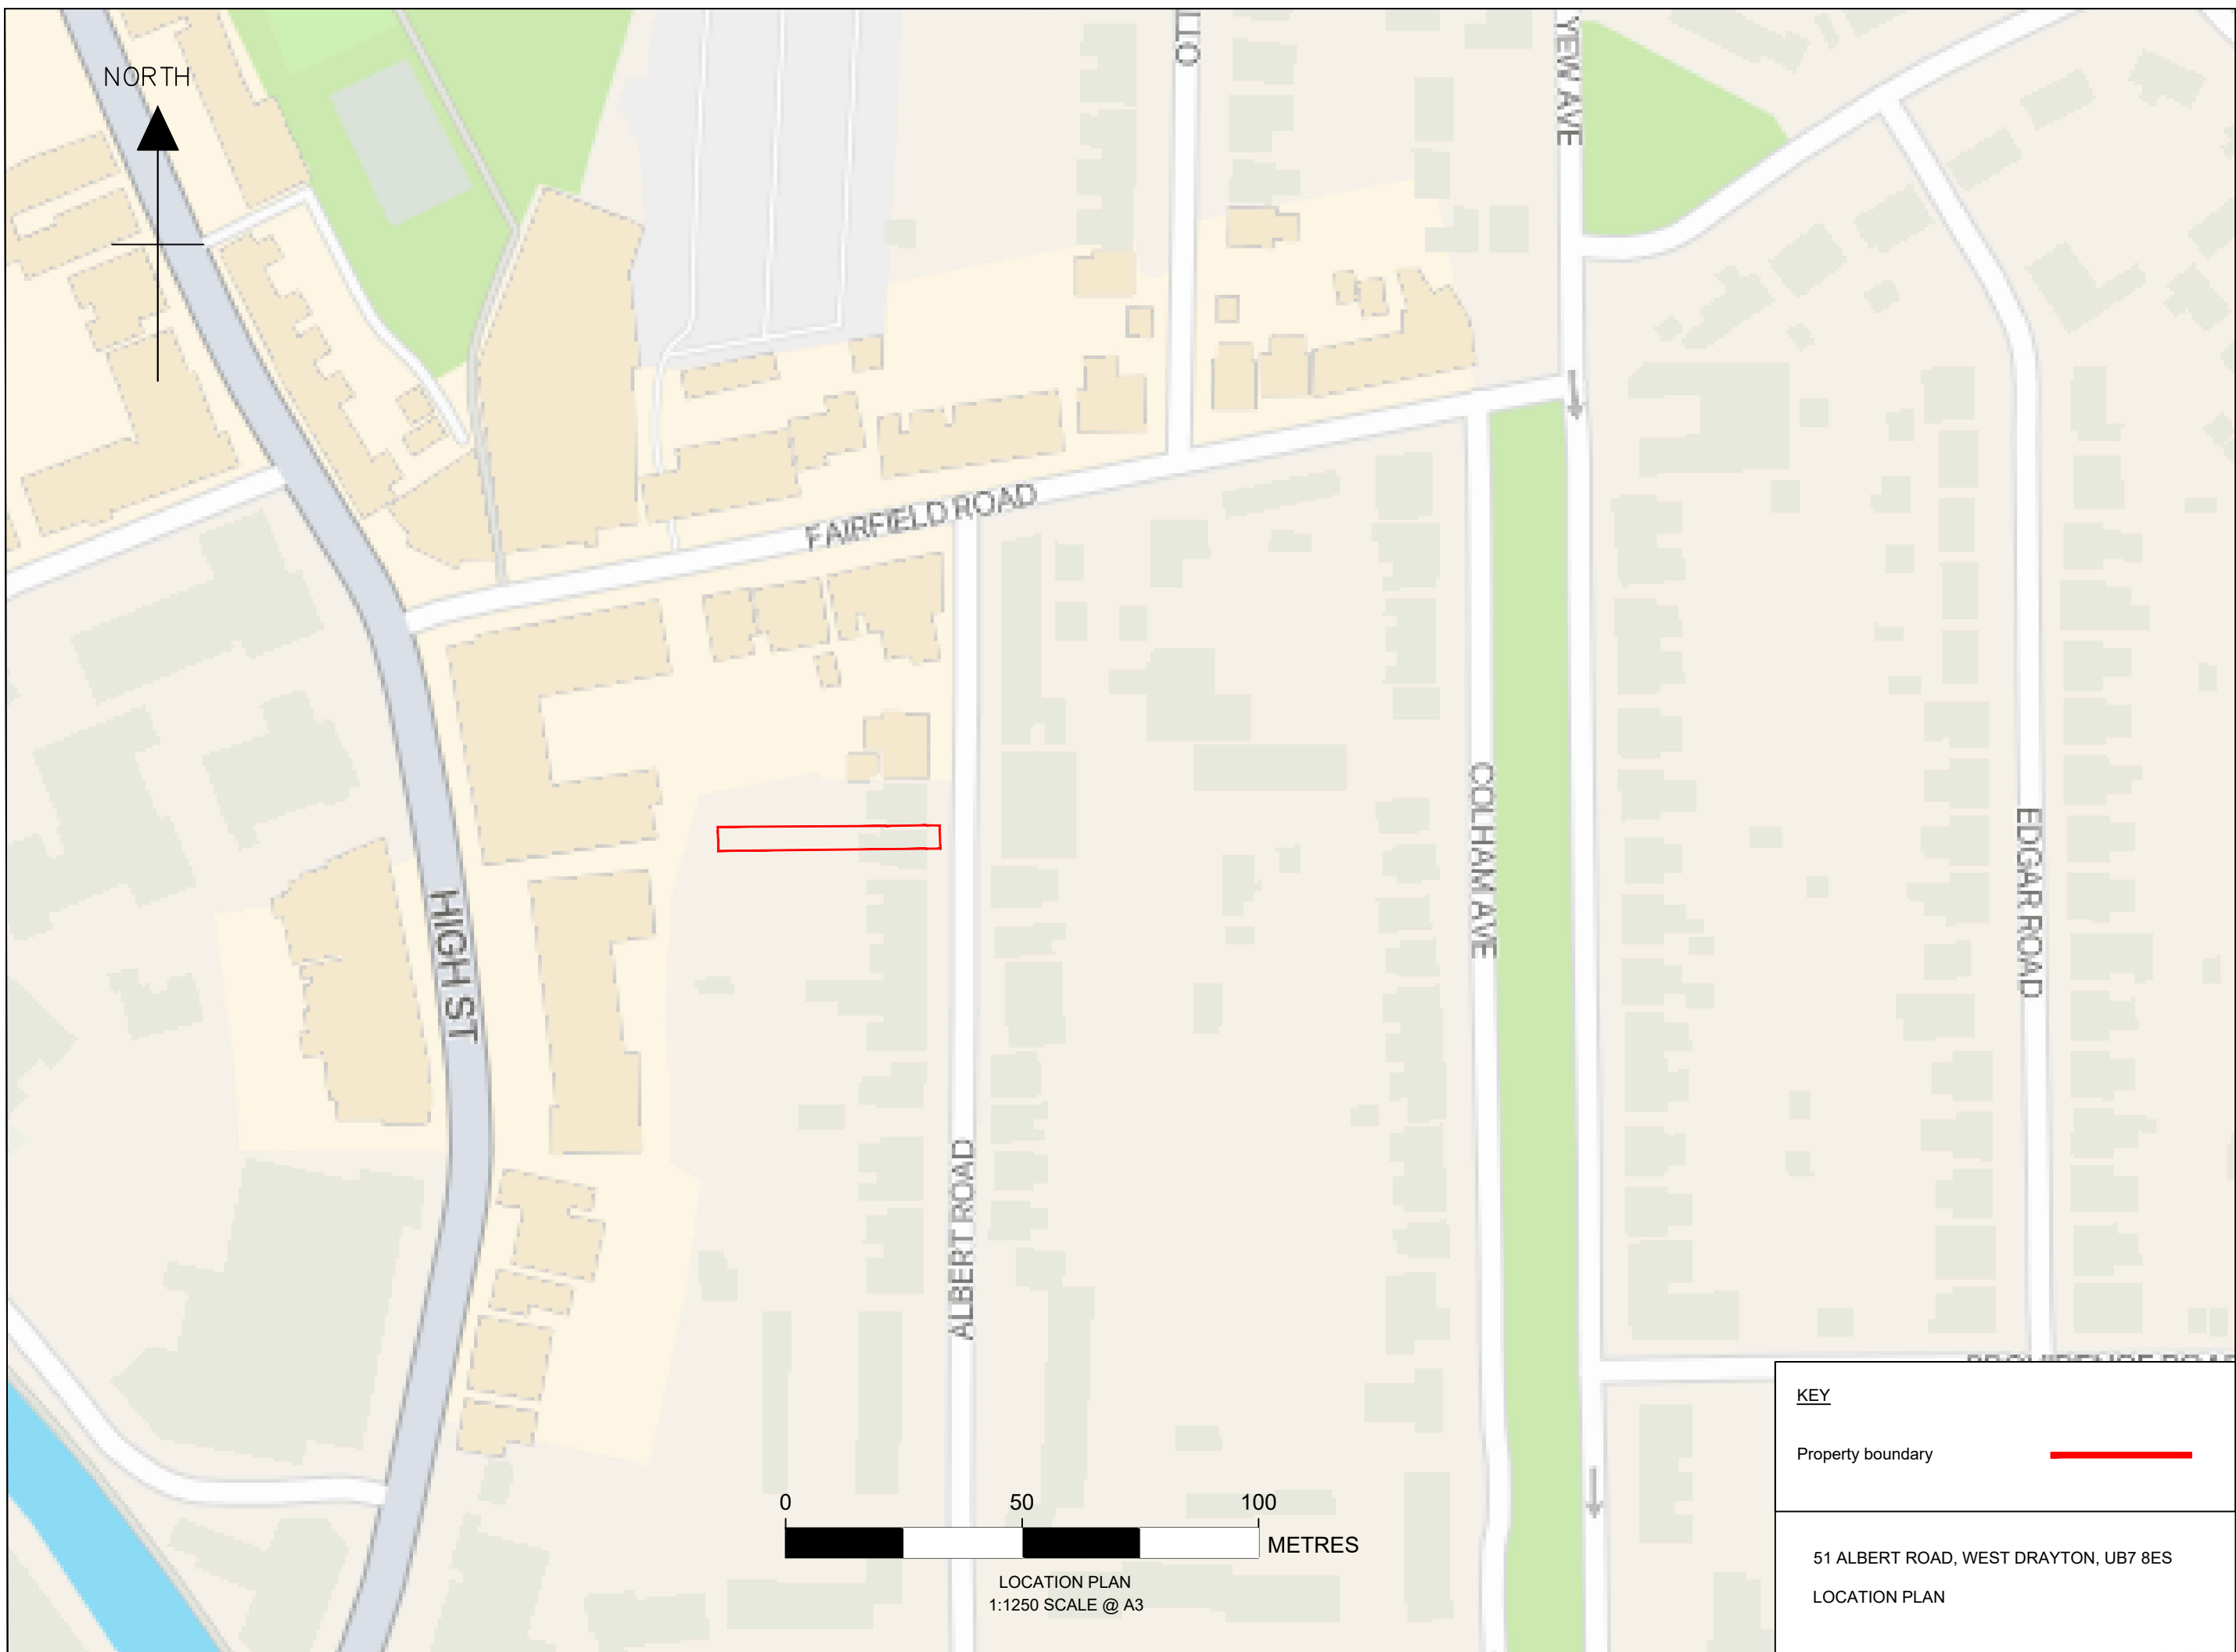 NORTH
OTTO
YEW AVE
FAIRFIELD ROAD
COLHAM AVE
EDGAR ROAD
HIGH ST
ALBERT ROAD
0 50 100
METRES
LOCATION PLAN
1:1250 SCALE @ A3
KEY
Property boundary
51 ALBERT ROAD, WEST DRAYTON, UB7 8ES
LOCATION PLAN